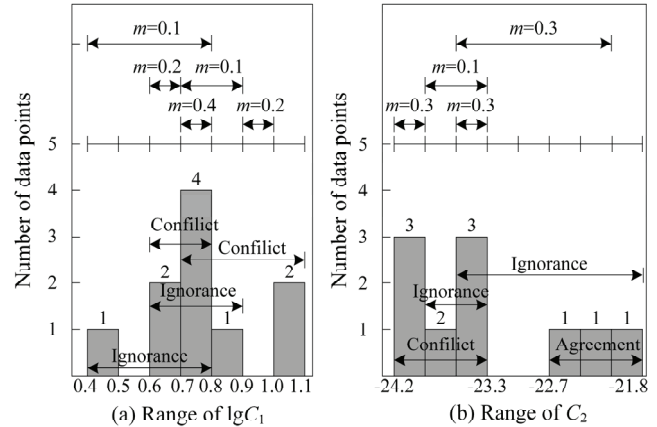 m=0.1
m=0.2 m=0.1
m=0.4 m=0.2
5
4
3
2
1
Number of data points
4
Confilict
Confilict
2
2
Ignorance
1
1
Ignorance
0.4 0.5 0.6 0.7 0.8 0.9 1.0 1.1
(a) Range of lgC1
m=0.3
m=0.1
m=0.3 m=0.3
5
4
3
2
1
Number of data points
3
3
Ignorance
Ignorance
2
1 1 1
Confilict
Agreement
-24.2 -23.3 -22.7 -21.8
(b) Range of C2